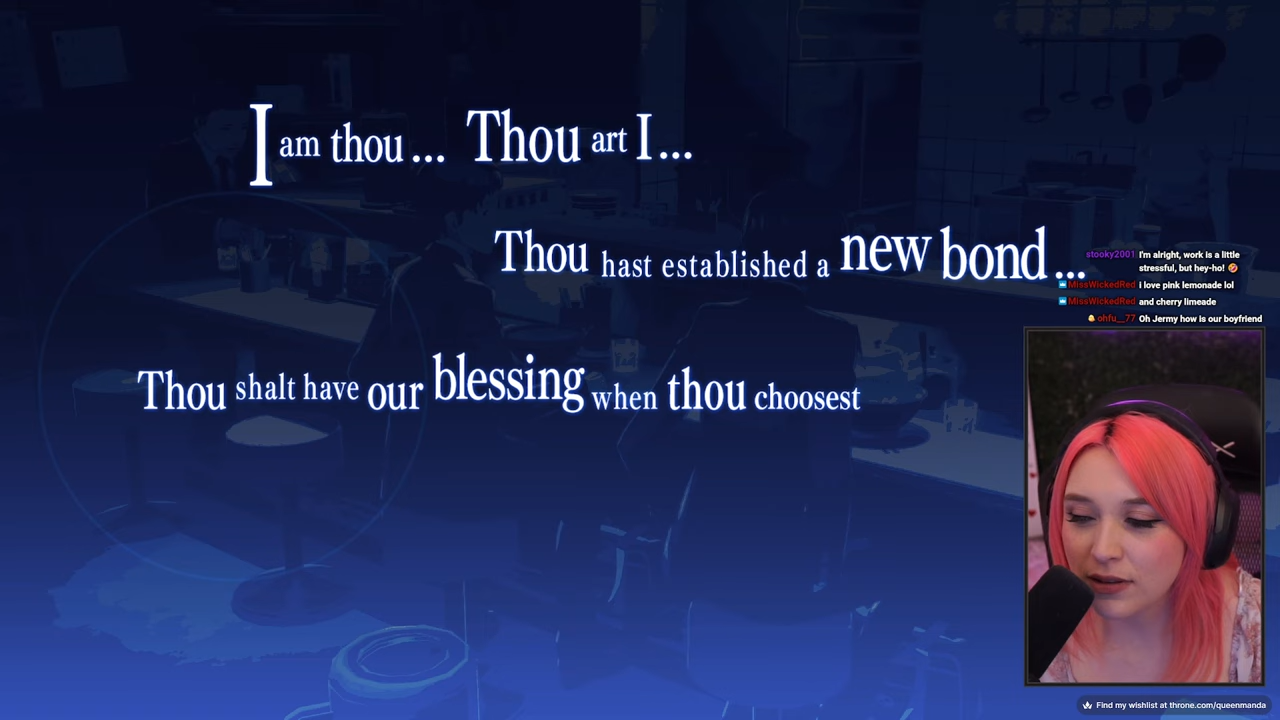 I am thou... Thou art I...
Thou hast established a new bond...
Thou shalt have our blessing when thou choosest
stooky2001 I'm alright, work is a little
stressful, but hey-ho!
MissWickedRed i love pink lemonade lol
MissWickedRed and cherry limeade
ohfu__77 Oh Jermy how is our boyfriend
Find my wishlist at throne.com/queenmanda